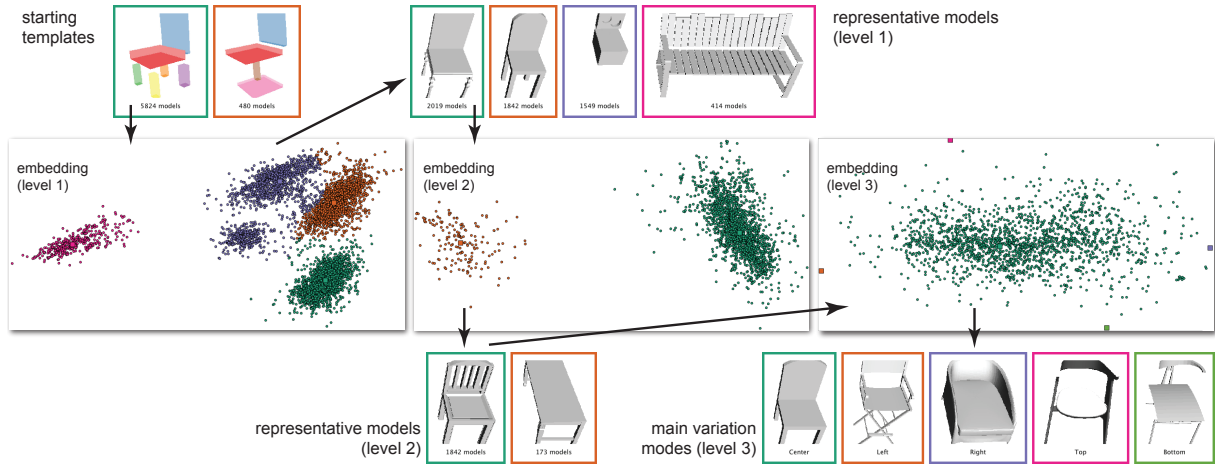 starting
templates
5824 models
480 models
2019 models
1842 models
1549 models
414 models
representative models
(level 1)
embedding
(level 1)
embedding
(level 2)
embedding
(level 3)
representative models
(level 2)
1842 models
173 models
main variation
modes (level 3)
Center
Left
Right
Top
Bottom